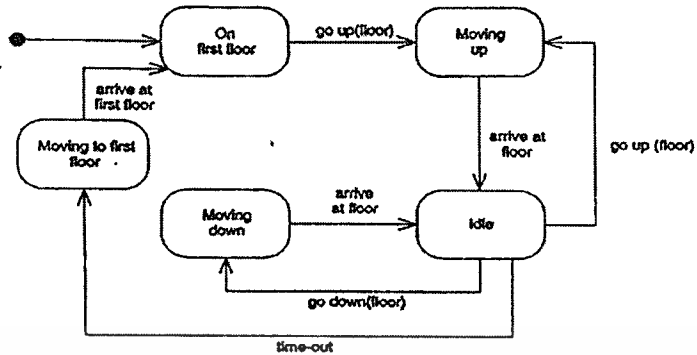 On
first floor
go up(floor)
Moving
up
arrive at
first floor
Moving to first
floor
arrive at
floor
go up (floor)
Moving
down
arrive
at floor
Idle
go down(floor)
time-out